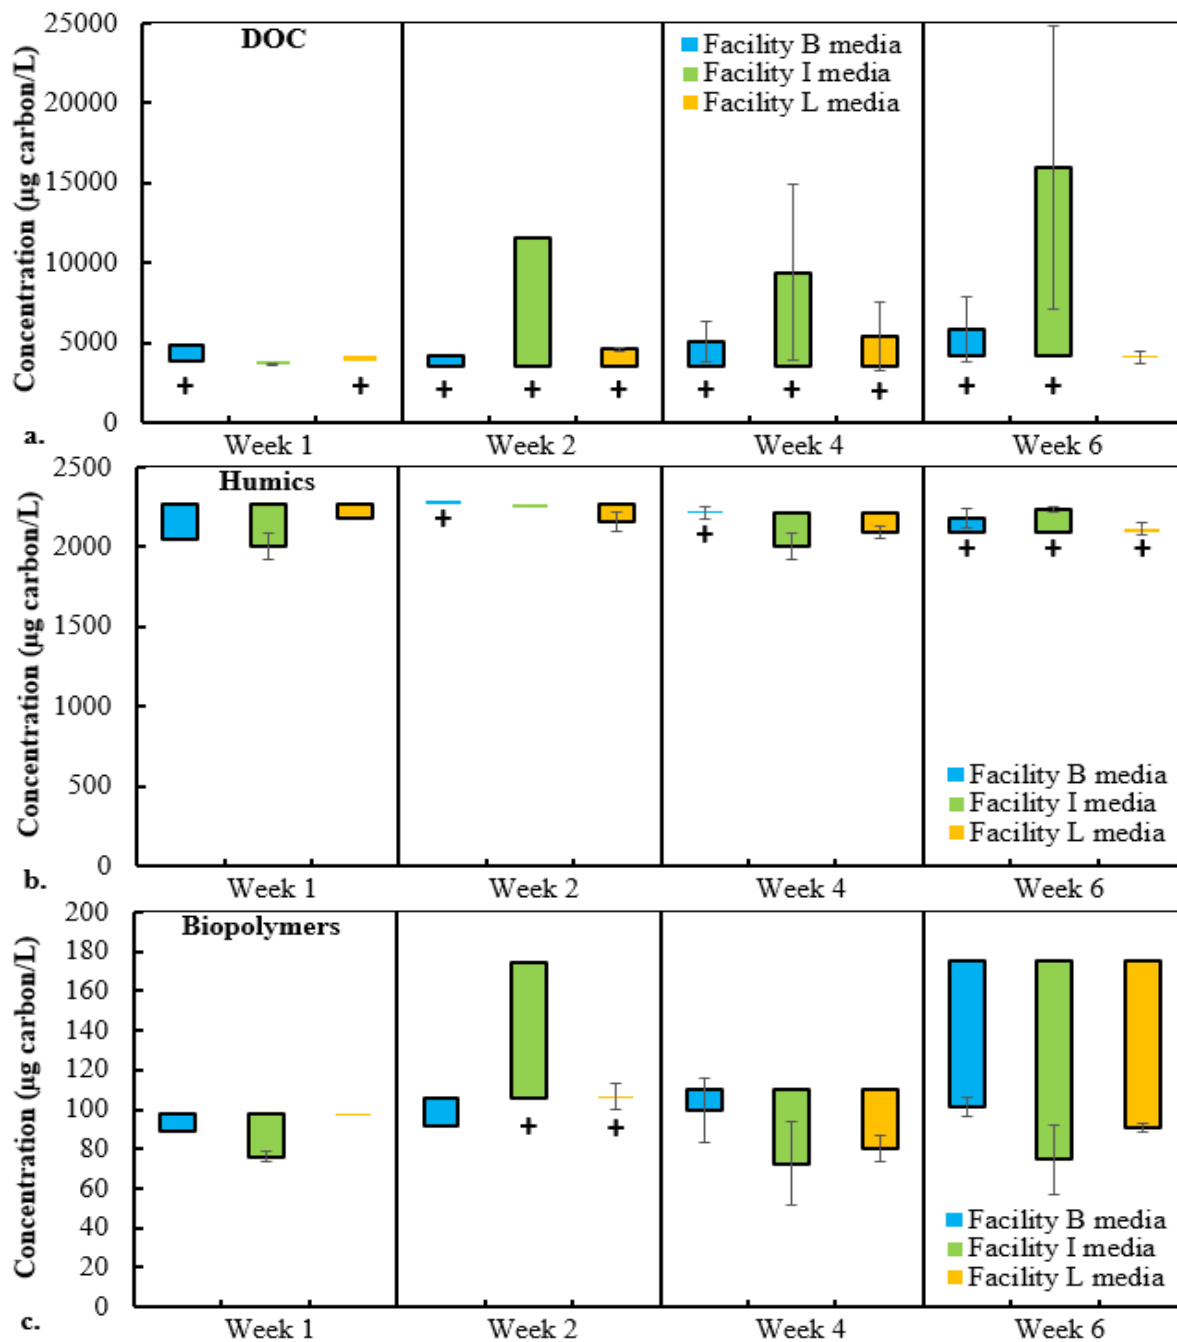 DOC
Concentration (µg carbon/L)
25000
20000
15000
10000
5000
0
Facility B media
Facility I media
Facility L media
+ + + + + + + + + +
a.
Week 1 Week 2 Week 4 Week 6
Humics
Concentration (µg carbon/L)
2500
2000
1500
1000
500
0
+ + + + +
Facility B media
Facility I media
Facility L media
b.
Week 1 Week 2 Week 4 Week 6
Biopolymers
Concentration (µg carbon/L)
200
180
160
140
120
100
80
60
40
20
0
+ +
Facility B media
Facility I media
Facility L media
c.
Week 1 Week 2 Week 4 Week 6